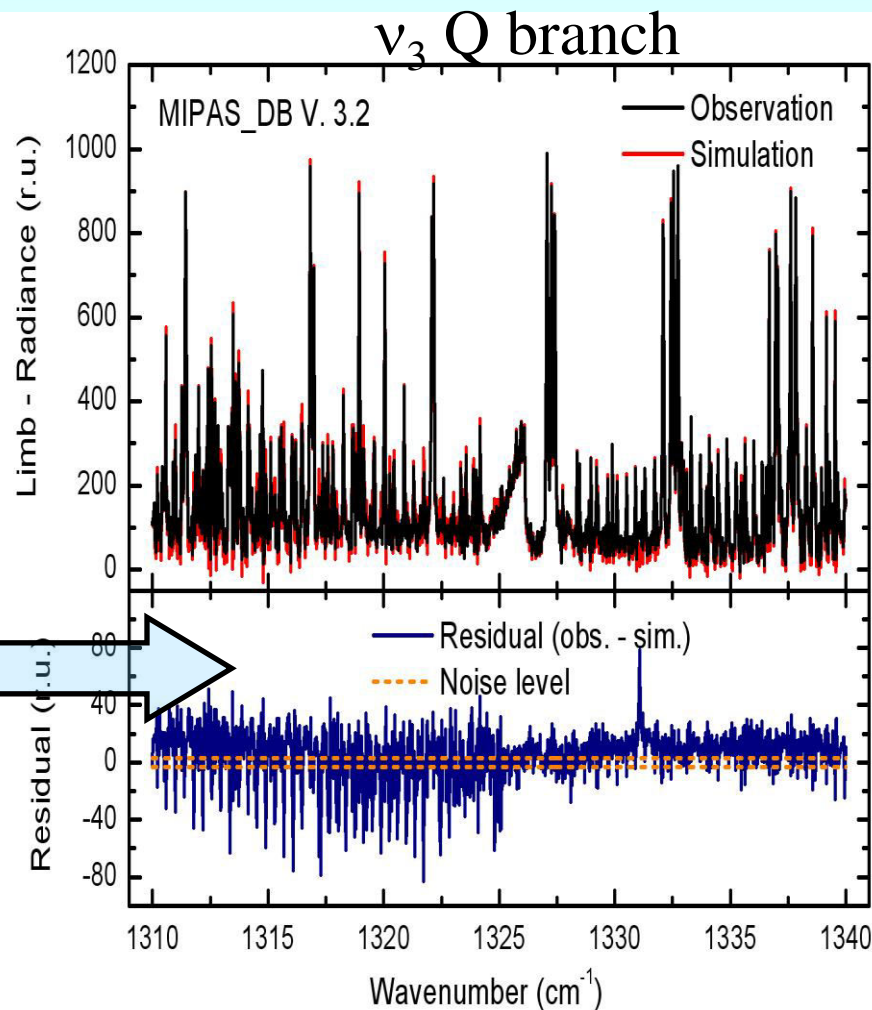 ν₃ Q branch
MIPAS_DB V. 3.2
Observation
Simulation
Limb - Radiance (r.u.)
1200
1000
800
600
400
200
0
Residual (obs. - sim.)
Noise level
Residual (r.u.)
80
40
0
-40
-80
1310 1315 1320 1325 1330 1335 1340
Wavenumber (cm⁻¹)